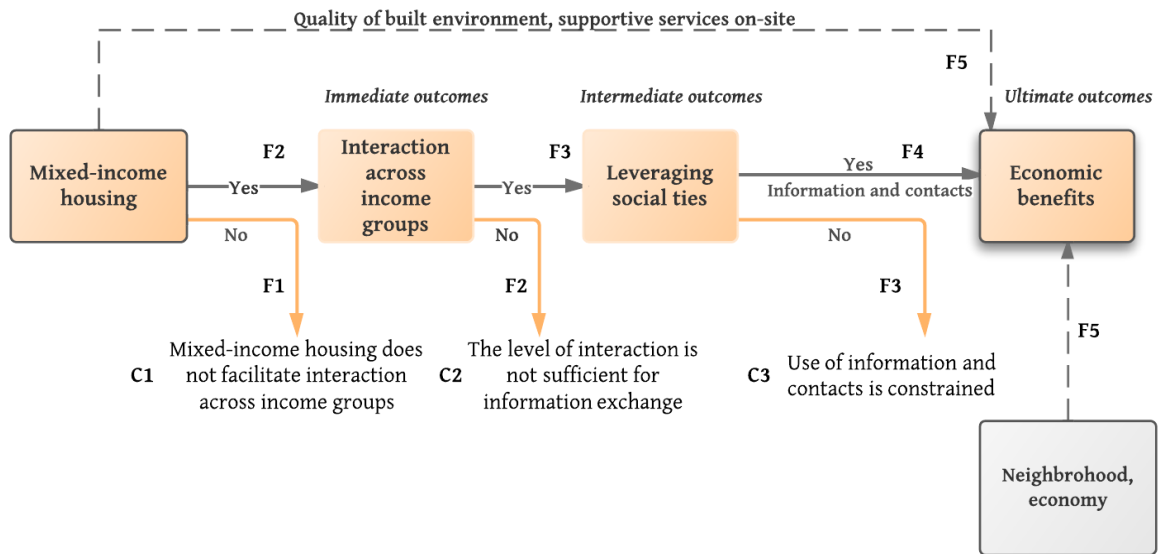 Quality of built environment, supportive services on-site
F5
Immediate outcomes
Intermediate outcomes
Ultimate outcomes
Mixed-income
housing
F2
Yes
No
F1
Interaction
across
income
groups
F3
Yes
No
F2
Leveraging
social ties
F4
Yes
Information and contacts
No
F3
Economic
benefits
C1
Mixed-income housing does
not facilitate interaction
across income groups
C2
The level of interaction is
not sufficient for
information exchange
C3
Use of information and
contacts is constrained
F5
Neighbrohood,
economy